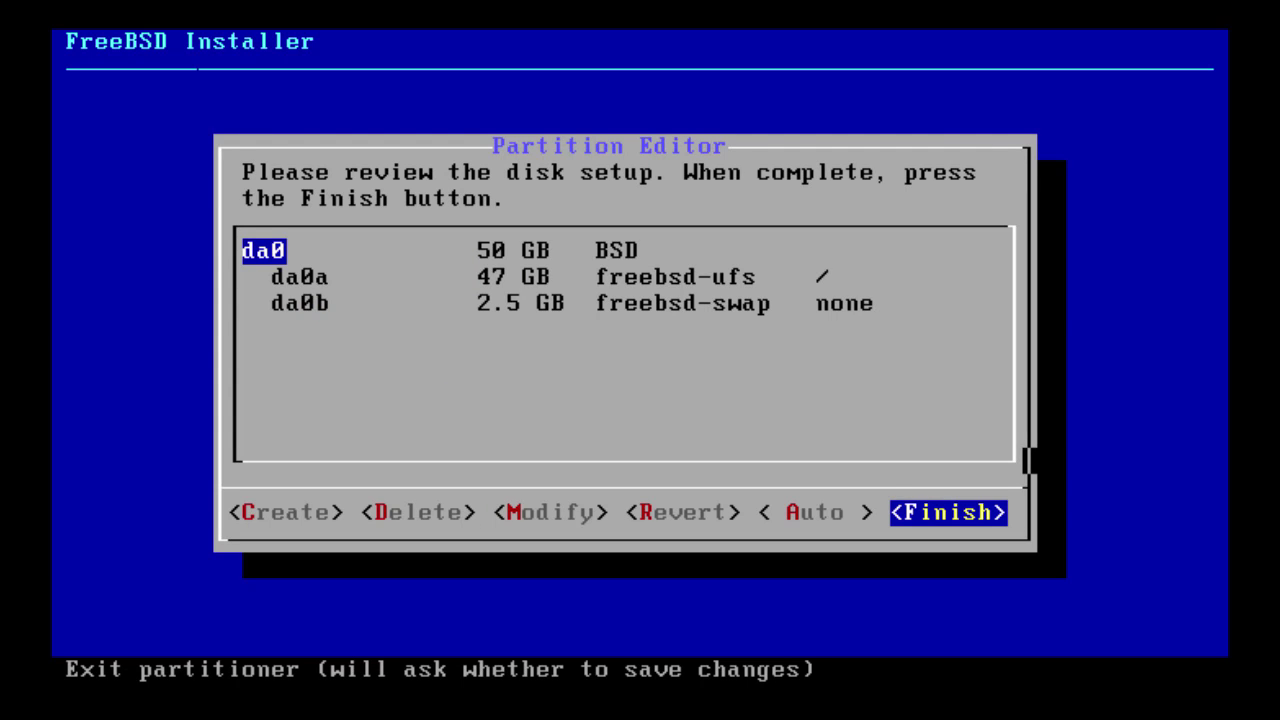 FreeBSD Installer
Partition Editor
Please review the disk setup. When complete, press
the Finish button.
da0 50 GB BSD
da0a 47 GB freebsd-ufs /
da0b 2.5 GB freebsd-swap none
<Create> <Delete> <Modify> <Revert> < Auto > <Finish>
Exit partitioner (will ask whether to save changes)